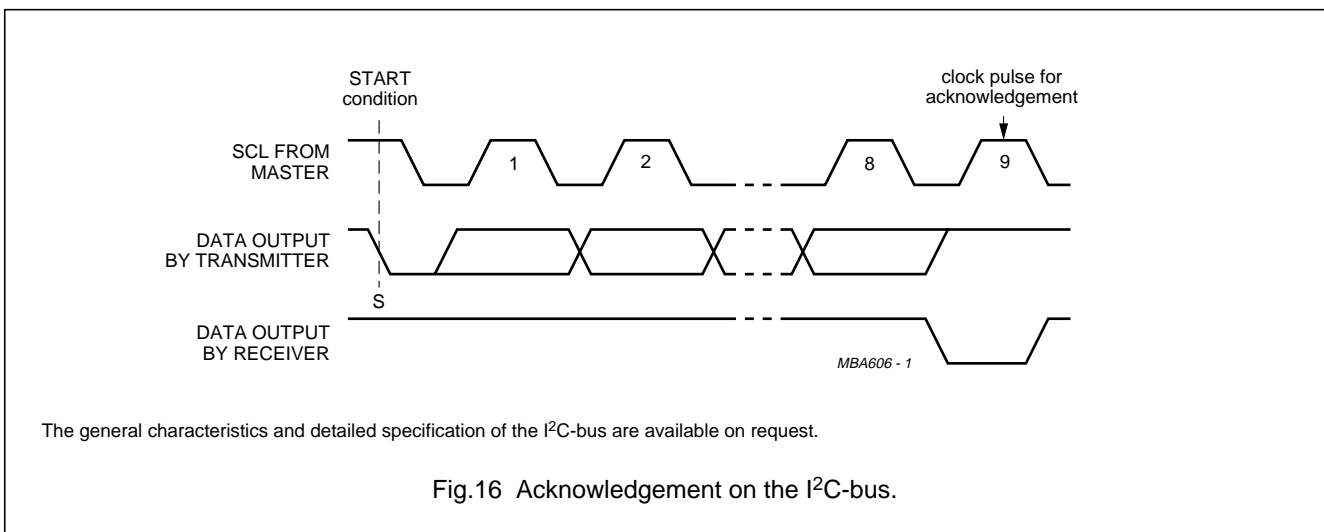 START
condition
clock pulse for
acknowledgement
SCL FROM
MASTER
1
2
8
9
DATA OUTPUT
BY TRANSMITTER
S
DATA OUTPUT
BY RECEIVER
MBA606 - 1
The general characteristics and detailed specification of the I²C-bus are available on request.
Fig.16 Acknowledgement on the I²C-bus.